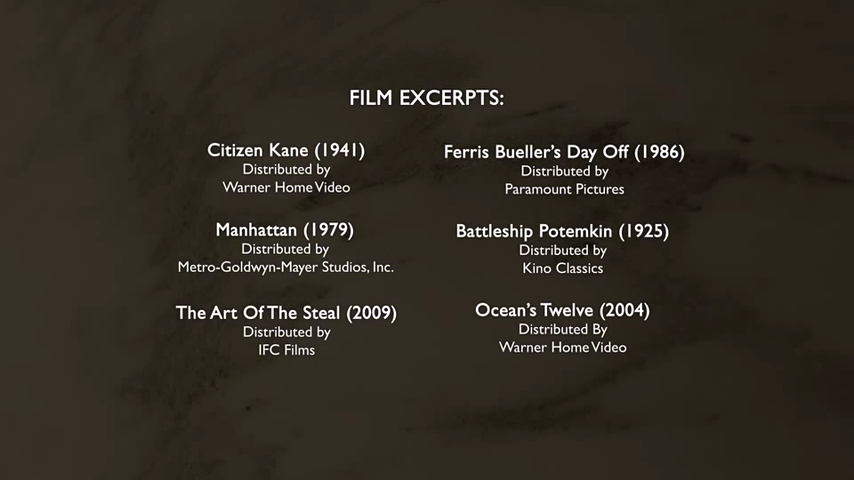 FILM EXCERPTS:
Citizen Kane (1941)
Distributed by
Warner Home Video
Ferris Bueller's Day Off (1986)
Distributed by
Paramount Pictures
Manhattan (1979)
Distributed by
Metro-Goldwyn-Mayer Studios, Inc.
Battleship Potemkin (1925)
Distributed by
Kino Classics
The Art Of The Steal (2009)
Distributed by
IFC Films
Ocean's Twelve (2004)
Distributed By
Warner Home Video